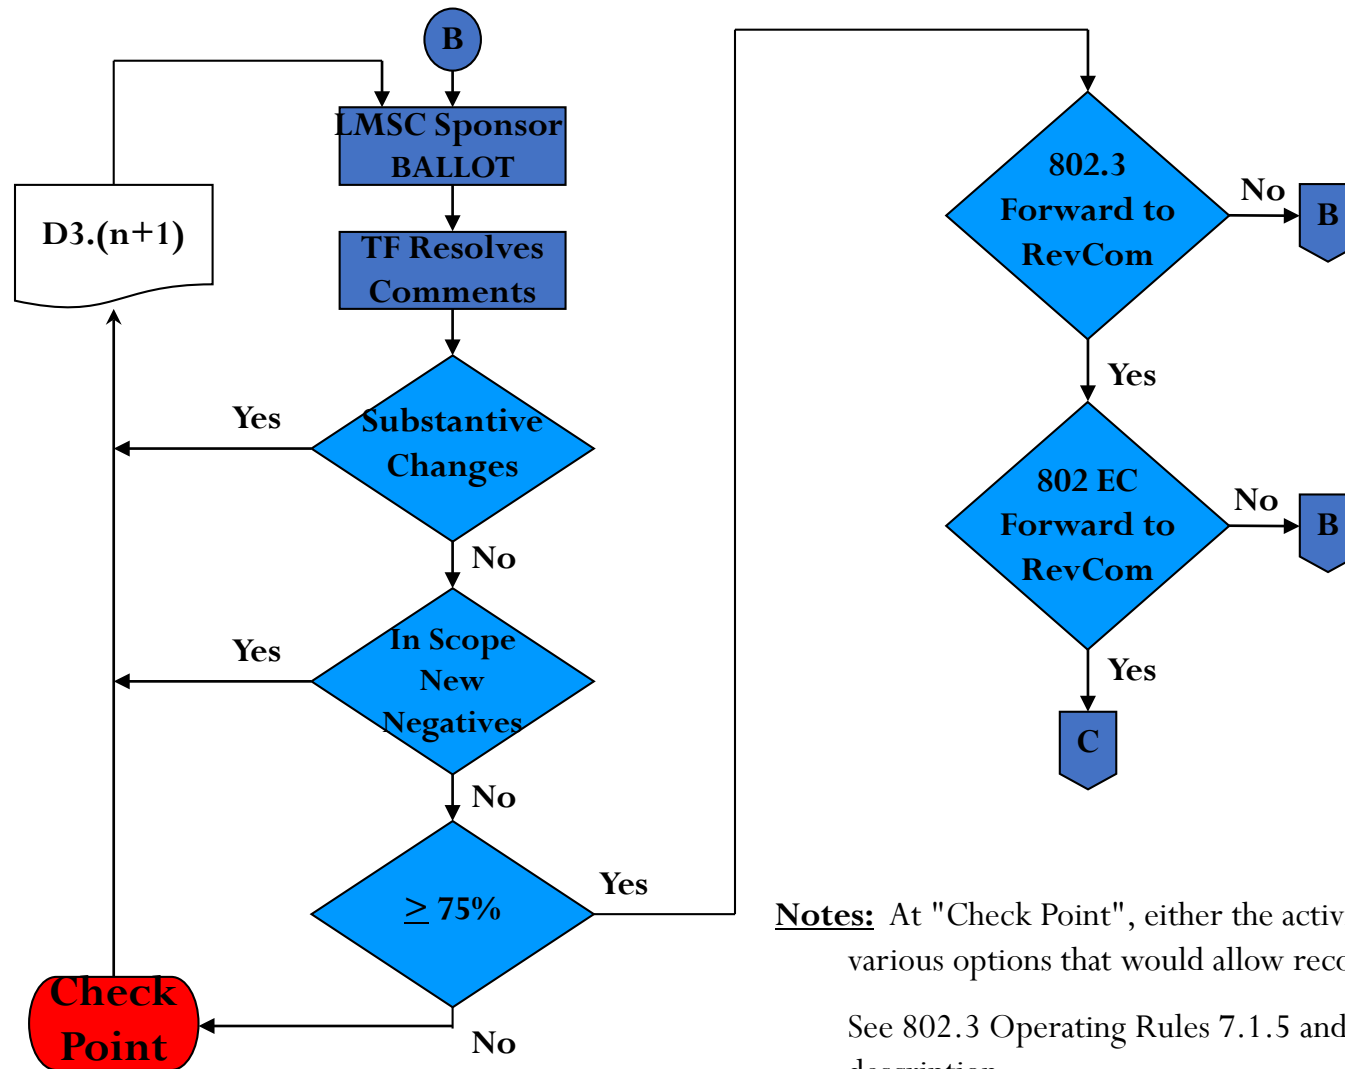 B
LMSC Sponsor
BALLOT
D3.(n+1)
TF Resolves
Comments
Yes
Substantive
Changes
No
Yes
In Scope
New
Negatives
No
≥ 75%
Yes
Check
Point
No
802.3
Forward to
RevCom
No
B
Yes
802 EC
Forward to
RevCom
No
B
Yes
C
Notes: At "Check Point", either the activ
various options that would allow reco
See 802.3 Operating Rules 7.1.5 and
description